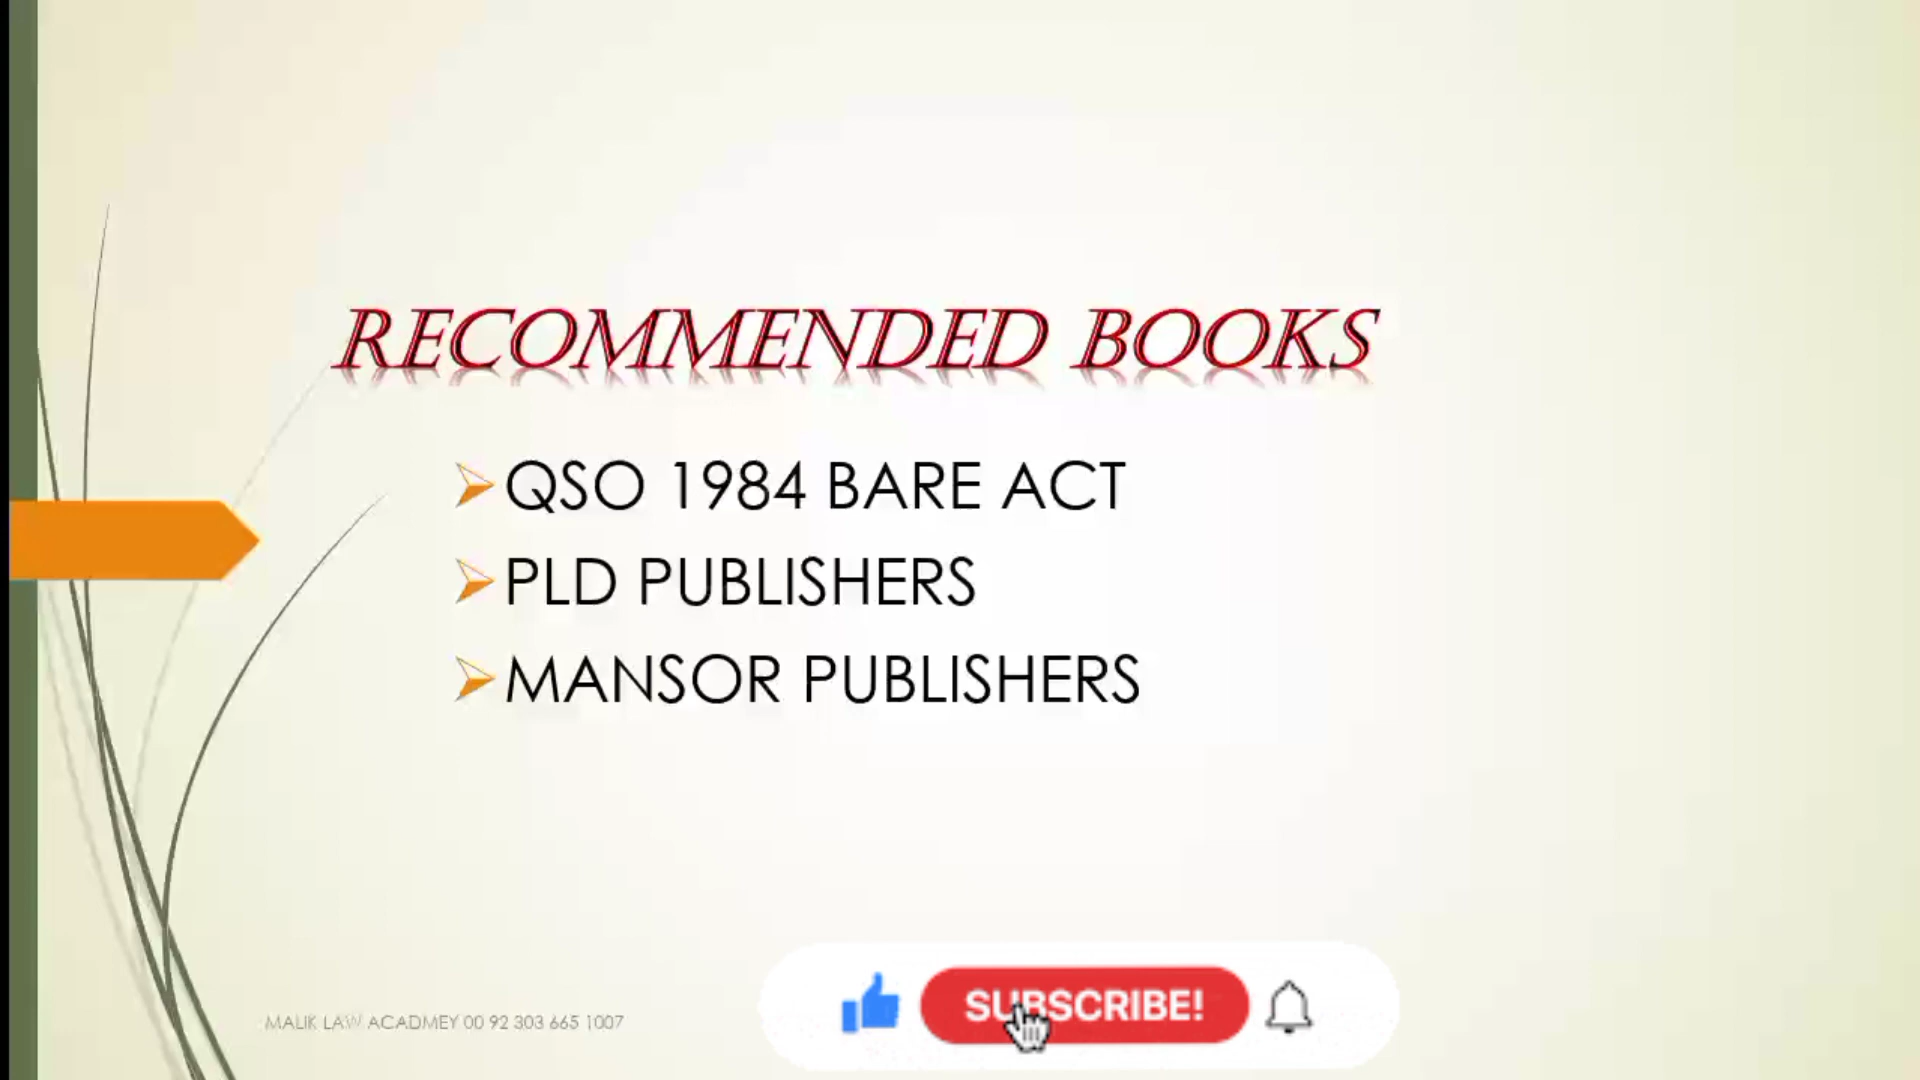 RECOMMENDED BOOKS
QSO 1984 BARE ACT
PLD PUBLISHERS
MANSOR PUBLISHERS
MALIK LAW ACADMEY 00 92 303 665 1007
SUBSCRIBE!